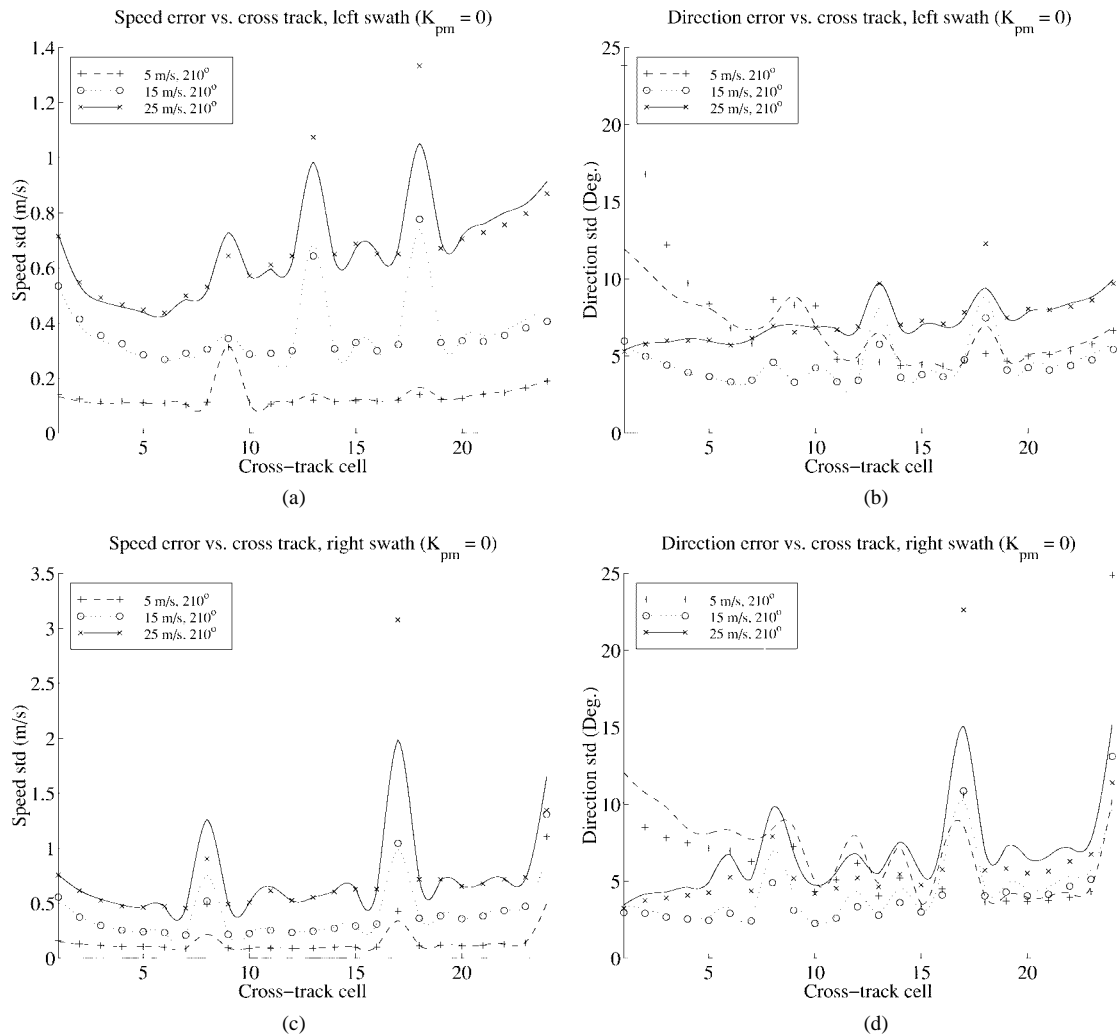 Speed error vs. cross track, left swath (K_pm = 0)
1.4
1.2
1
0.8
0.6
0.4
0.2
0
Speed std (m/s)
5 m/s, 210°
15 m/s, 210°
25 m/s, 210°
5
10
15
20
Cross-track cell
(a)
Direction error vs. cross track, left swath (K_pm = 0)
25
20
15
10
5
0
Direction std (Deg.)
5 m/s, 210°
15 m/s, 210°
25 m/s, 210°
5
10
15
20
Cross-track cell
(b)
Speed error vs. cross track, right swath (K_pm = 0)
3.5
3
2.5
2
1.5
1
0.5
0
Speed std (m/s)
5 m/s, 210°
15 m/s, 210°
25 m/s, 210°
5
10
15
20
Cross-track cell
(c)
Direction error vs. cross track, right swath (K_pm = 0)
25
20
15
10
5
0
Direction std (Deg.)
5 m/s, 210°
15 m/s, 210°
25 m/s, 210°
5
10
15
20
Cross-track cell
(d)